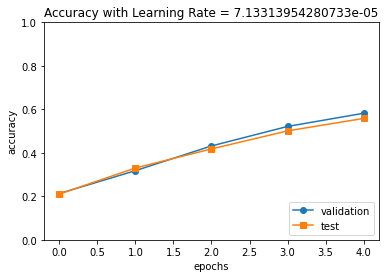 Accuracy with Learning Rate = 7.13313954280733e-05
1.0
0.8
0.6
0.4
0.2
0.0
accuracy
0.0 0.5 1.0 1.5 2.0 2.5 3.0 3.5 4.0
epochs
validation
test